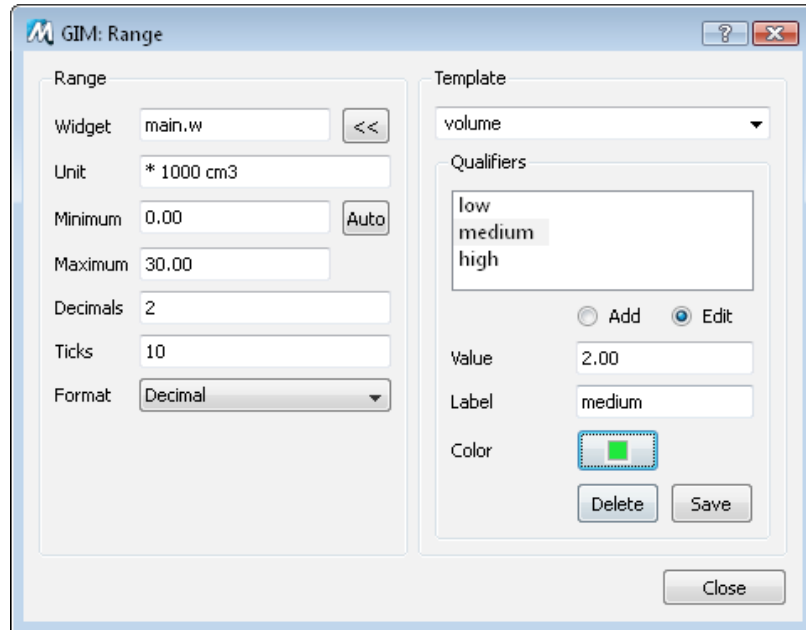 GIM: Range
Range
Widget main.w <<
Unit * 1000 cm3
Minimum 0.00 Auto
Maximum 30.00
Decimals 2
Ticks 10
Format Decimal
Template
volume
Qualifiers
low
medium
high
Add Edit
Value 2.00
Label medium
Color
Delete Save
Close